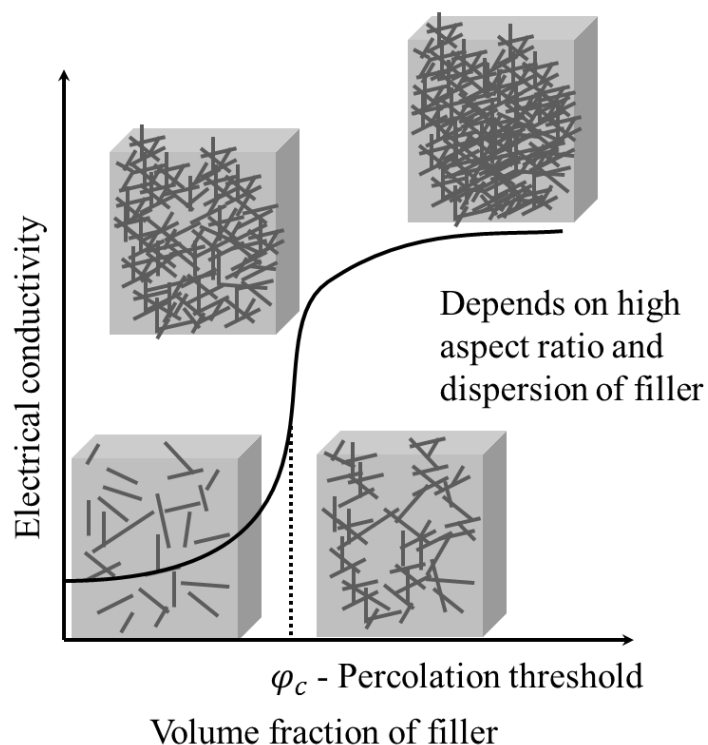 Electrical conductivity
Depends on high
aspect ratio and
dispersion of filler
φc - Percolation threshold
Volume fraction of filler